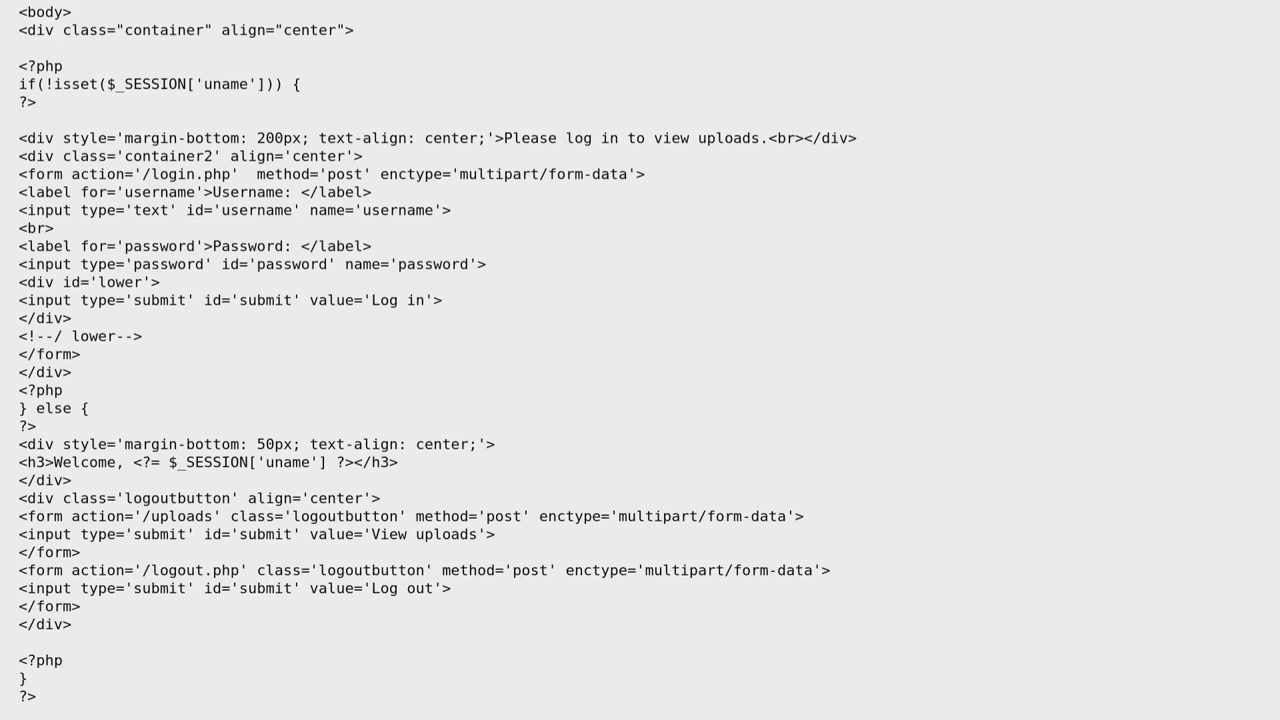 <body>
<div class="container" align="center">
<?php
if(!isset($_SESSION['uname'])) {
?>
<div style='margin-bottom: 200px; text-align: center;'>Please log in to view uploads.<br></div>
<div class='container2' align='center'>
<form action='/login.php'  method='post' enctype='multipart/form-data'>
<label for='username'>Username: </label>
<input type='text' id='username' name='username'>
<br>
<label for='password'>Password: </label>
<input type='password' id='password' name='password'>
<div id='lower'>
<input type='submit' id='submit' value='Log in'>
</div>
<!--/ lower-->
</form>
</div>
<?php
} else {
?>
<div style='margin-bottom: 50px; text-align: center;'>
<h3>Welcome, <?= $_SESSION['uname'] ?></h3>
</div>
<div class='logoutbutton' align='center'>
<form action='/uploads' class='logoutbutton' method='post' enctype='multipart/form-data'>
<input type='submit' id='submit' value='View uploads'>
</form>
<form action='/logout.php' class='logoutbutton' method='post' enctype='multipart/form-data'>
<input type='submit' id='submit' value='Log out'>
</form>
</div>
<?php
}
?>